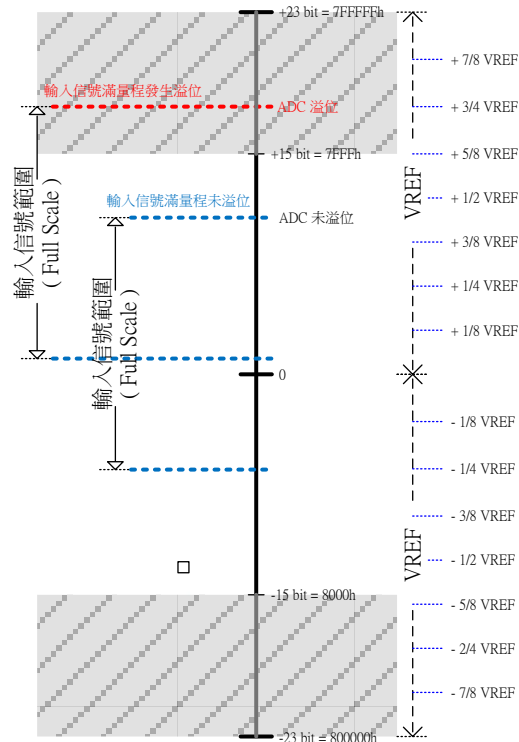 +23 bit = 7FFFFFh
+ 7/8 VREF
輸入信號滿量程發生溢位
ADC 溢位
+ 3/4 VREF
+15 bit = 7FFFh
+ 5/8 VREF
輸入信號滿量程未溢位
+ 1/2 VREF
VREF
ADC 未溢位
輸入信號範圍
( Full Scale )
+ 3/8 VREF
+ 1/4 VREF
輸入信號範圍
( Full Scale )
+ 1/8 VREF
0
- 1/8 VREF
- 1/4 VREF
- 3/8 VREF
VREF
- 1/2 VREF
-15 bit = 8000h
- 5/8 VREF
- 2/4 VREF
- 7/8 VREF
-23 bit = 800000h